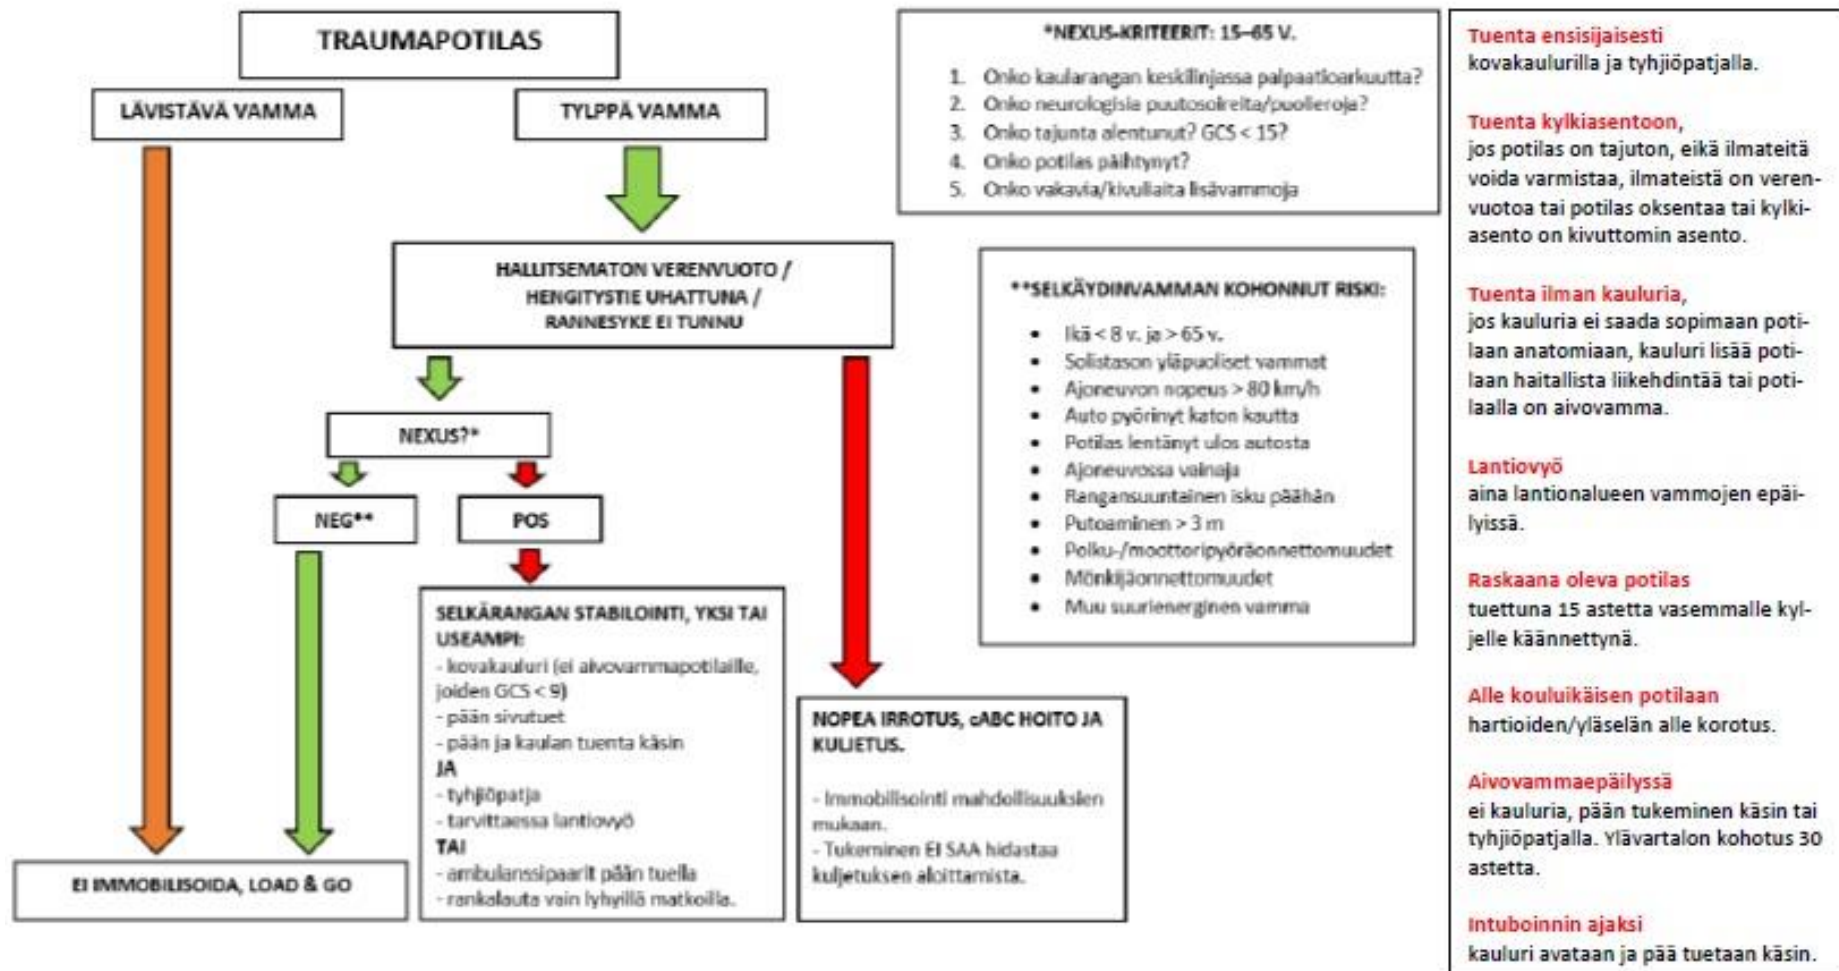 TRAUMAPOTILAS
LÄVISTÄVÄ VAMMA
TYLPPÄ VAMMA
HALLITSEMATON VERENVUOTO /
HENGITYSTIE UHATTUNA /
RANNESYKE EI TUNNU
NEXUS?*
NEG**
POS
SELKÄRANGAN STABILOINTI, YKSI TAI
USEAMPI:
- kovakauluri (ei aivovammapotilaille,
joiden GCS < 9)
- pään sivutuet
- pään ja kaulan tuenta käsin
JA
- tyhjiöpatja
- tarvittaessa lantiovyö
TAI
- ambulanssipaarit pään tuella
- rankalauta vain lyhyillä matkoilla.
NOPEA IRROTUS, cABC HOITO JA
KULJETUS.
- Immobilisointi mahdollisuuksien
mukaan.
- Tukeminen EI SAA hidastaa
kuljetuksen aloittamista.
EI IMMOBILISOIDA, LOAD & GO
*NEXUS-KRITEERIT: 15–65 V.
1. Onko kaularangan keskilinjassa palpaatioarkuutta?
2. Onko neurologisia puutosoireita/puolieroja?
3. Onko tajunta alentunut? GCS < 15?
4. Onko potilas päihtynyt?
5. Onko vakavia/kivuliaita lisävammoja
**SELKÄYDINVAMMAN KOHONNUT RISKI:
• Ikä < 8 v. ja > 65 v.
• Solistason yläpuoliset vammat
• Ajoneuvon nopeus > 80 km/h
• Auto pyörinyt katon kautta
• Potilas lentänyt ulos autosta
• Ajoneuvossa vainaja
• Rangansuuntainen isku päähän
• Putoaminen > 3 m
• Polku-/moottoripyöräonnettomuudet
• Mönkijäonnettomuudet
• Muu suurienerginen vamma
Tuenta ensisijaisesti
kovakaulurilla ja tyhjiöpatjalla.
Tuenta kylkiasentoon,
jos potilas on tajuton, eikä ilmateitä
voida varmistaa, ilmateistä on veren-
vuotoa tai potilas oksentaa tai kylki-
asento on kivuttomin asento.
Tuenta ilman kauluria,
jos kauluria ei saada sopimaan poti-
laan anatomiaan, kauluri lisää poti-
laan haitallista liikehdintää tai poti-
laalla on aivovamma.
Lantiovyö
aina lantionalueen vammojen epäi-
lyissä.
Raskaana oleva potilas
tuettuna 15 astetta vasemmalle kyl-
jelle käännettynä.
Alle kouluikäisen potilaan
hartioiden/yläselän alle korotus.
Aivovammaepäilyssä
ei kauluria, pään tukeminen käsin tai
tyhjiöpatjalla. Ylävartalon kohotus 30
astetta.
Intuboinnin ajaksi
kauluri avataan ja pää tuetaan käsin.